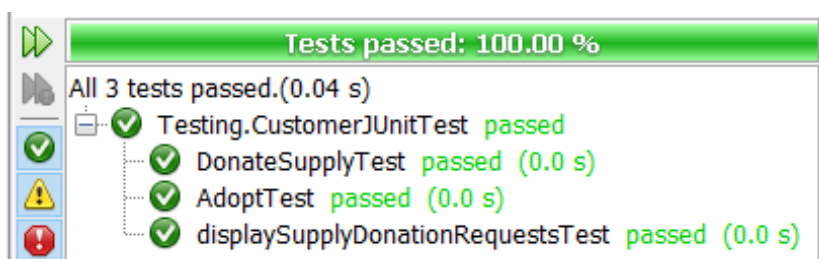 Tests passed: 100.00 %
All 3 tests passed.(0.04 s)
Testing.CustomerJUnitTest passed
DonateSupplyTest passed (0.0 s)
AdoptTest passed (0.0 s)
displaySupplyDonationRequestsTest passed (0.0 s)